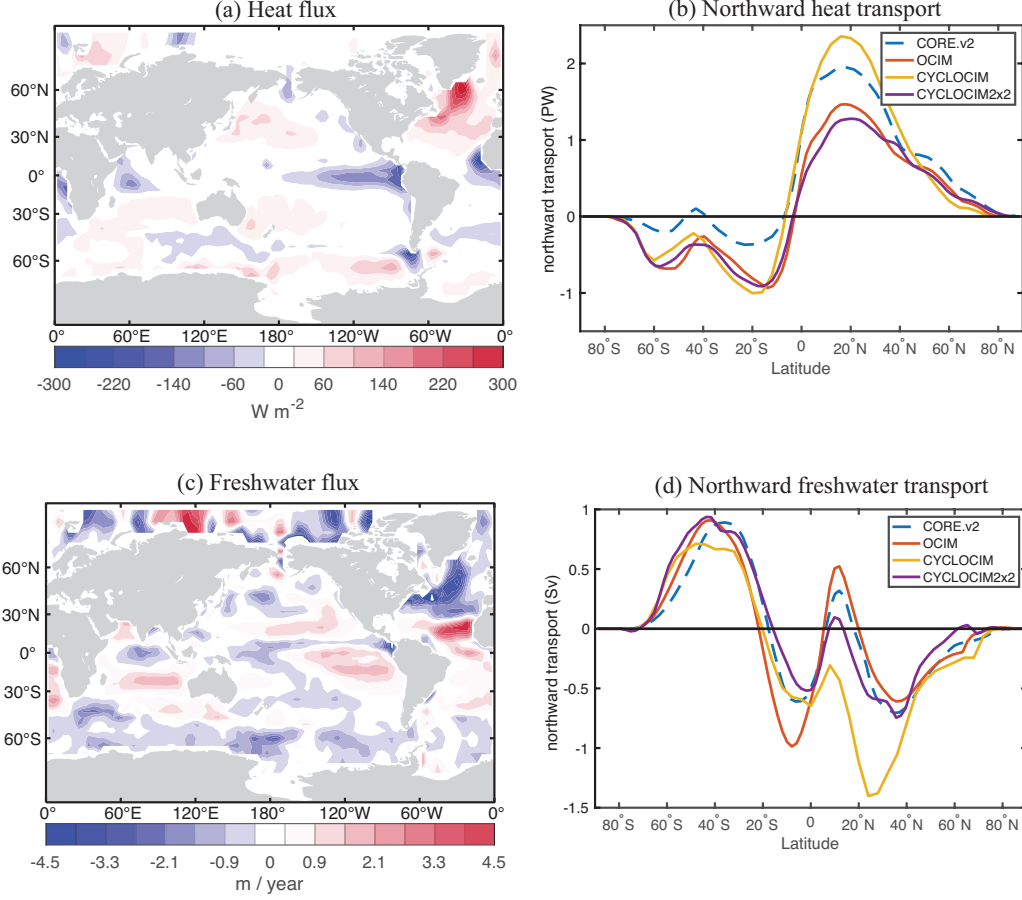 (a) Heat flux
60°N
30°N
0°
30°S
60°S
0° 60°E 120°E 180° 120°W 60°W 0°
-300 -220 -140 -60 0 60 140 220 300
W m-2
(b) Northward heat transport
CORE.v2
OCIM
CYCLOCIM
CYCLOCIM2x2
northward transport (PW)
2
1
0
-1
80°S 60°S 40°S 20°S 0 20°N 40°N 60°N 80°N
Latitude
(c) Freshwater flux
60°N
30°N
0°
30°S
60°S
0° 60°E 120°E 180° 120°W 60°W 0°
-4.5 -3.3 -2.1 -0.9 0 0.9 2.1 3.3 4.5
m / year
(d) Northward freshwater transport
CORE.v2
OCIM
CYCLOCIM
CYCLOCIM2x2
northward transport (Sv)
1
0.5
0
-0.5
-1
-1.5
80°S 60°S 40°S 20°S 0 20°N 40°N 60°N 80°N
Latitude